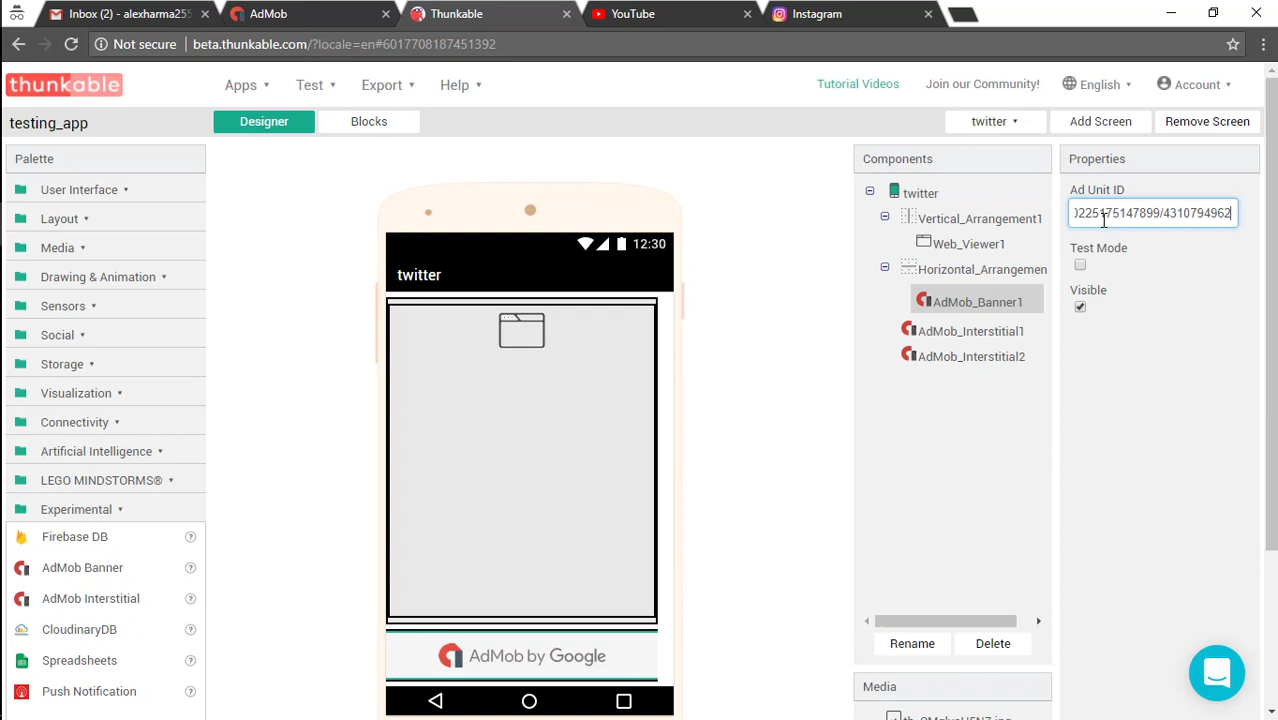 Inbox (2) - alexharma255
AdMob
Thunkable
YouTube
Instagram
Not secure
beta.thunkable.com/?locale=en#6017708187451392
thunkable
Apps
Test
Export
Help
Tutorial Videos
Join our Community!
English
Account
testing_app
Designer
Blocks
twitter
Add Screen
Remove Screen
Palette
Components
Properties
User Interface
Layout
Media
Drawing & Animation
Sensors
Social
Storage
Visualization
Connectivity
Artificial Intelligence
LEGO MINDSTORMS®
Experimental
Firebase DB
AdMob Banner
AdMob Interstitial
CloudinaryDB
Spreadsheets
Push Notification
12:30
twitter
AdMob by Google
twitter
Vertical_Arrangement1
Web_Viewer1
Horizontal_Arrangemen
AdMob_Banner1
AdMob_Interstitial1
AdMob_Interstitial2
Rename
Delete
Media
Ad Unit ID
0225175147899/4310794962
Test Mode
Visible